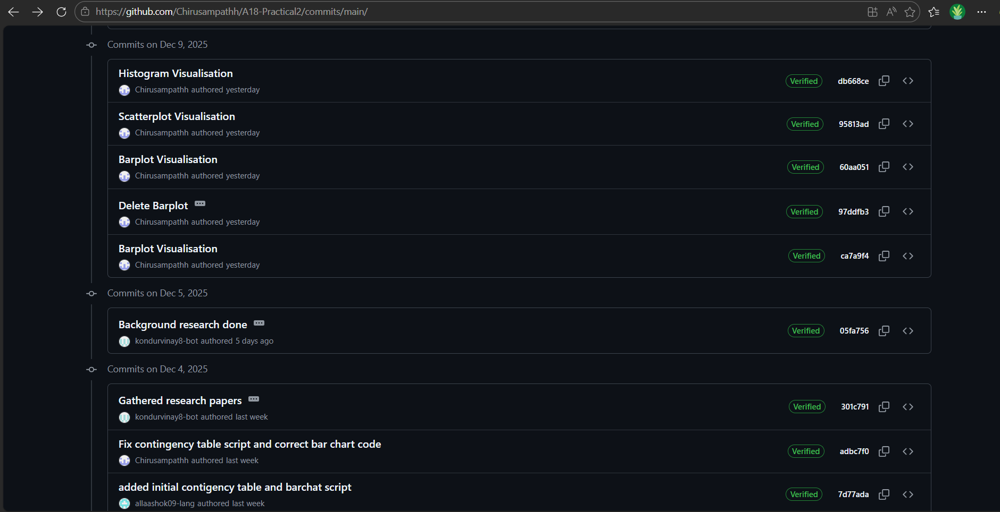 https://github.com/Chirusampathh/A18-Practical2/commits/main/
Commits on Dec 9, 2025
Histogram Visualisation
Chirusampathh authored yesterday
Verified db668ce
Scatterplot Visualisation
Chirusampathh authored yesterday
Verified 95813ad
Barplot Visualisation
Chirusampathh authored yesterday
Verified 60aa051
Delete Barplot
Chirusampathh authored yesterday
Verified 97ddfb3
Barplot Visualisation
Chirusampathh authored yesterday
Verified ca7a9f4
Commits on Dec 5, 2025
Background research done
kondurvinay8-bot authored 5 days ago
Verified 05fa756
Commits on Dec 4, 2025
Gathered research papers
kondurvinay8-bot authored last week
Verified 301c791
Fix contingency table script and correct bar chart code
Chirusampathh authored last week
Verified adbc7f0
added initial contigency table and barchat script
allaashok09-lang authored last week
Verified 7d77ada